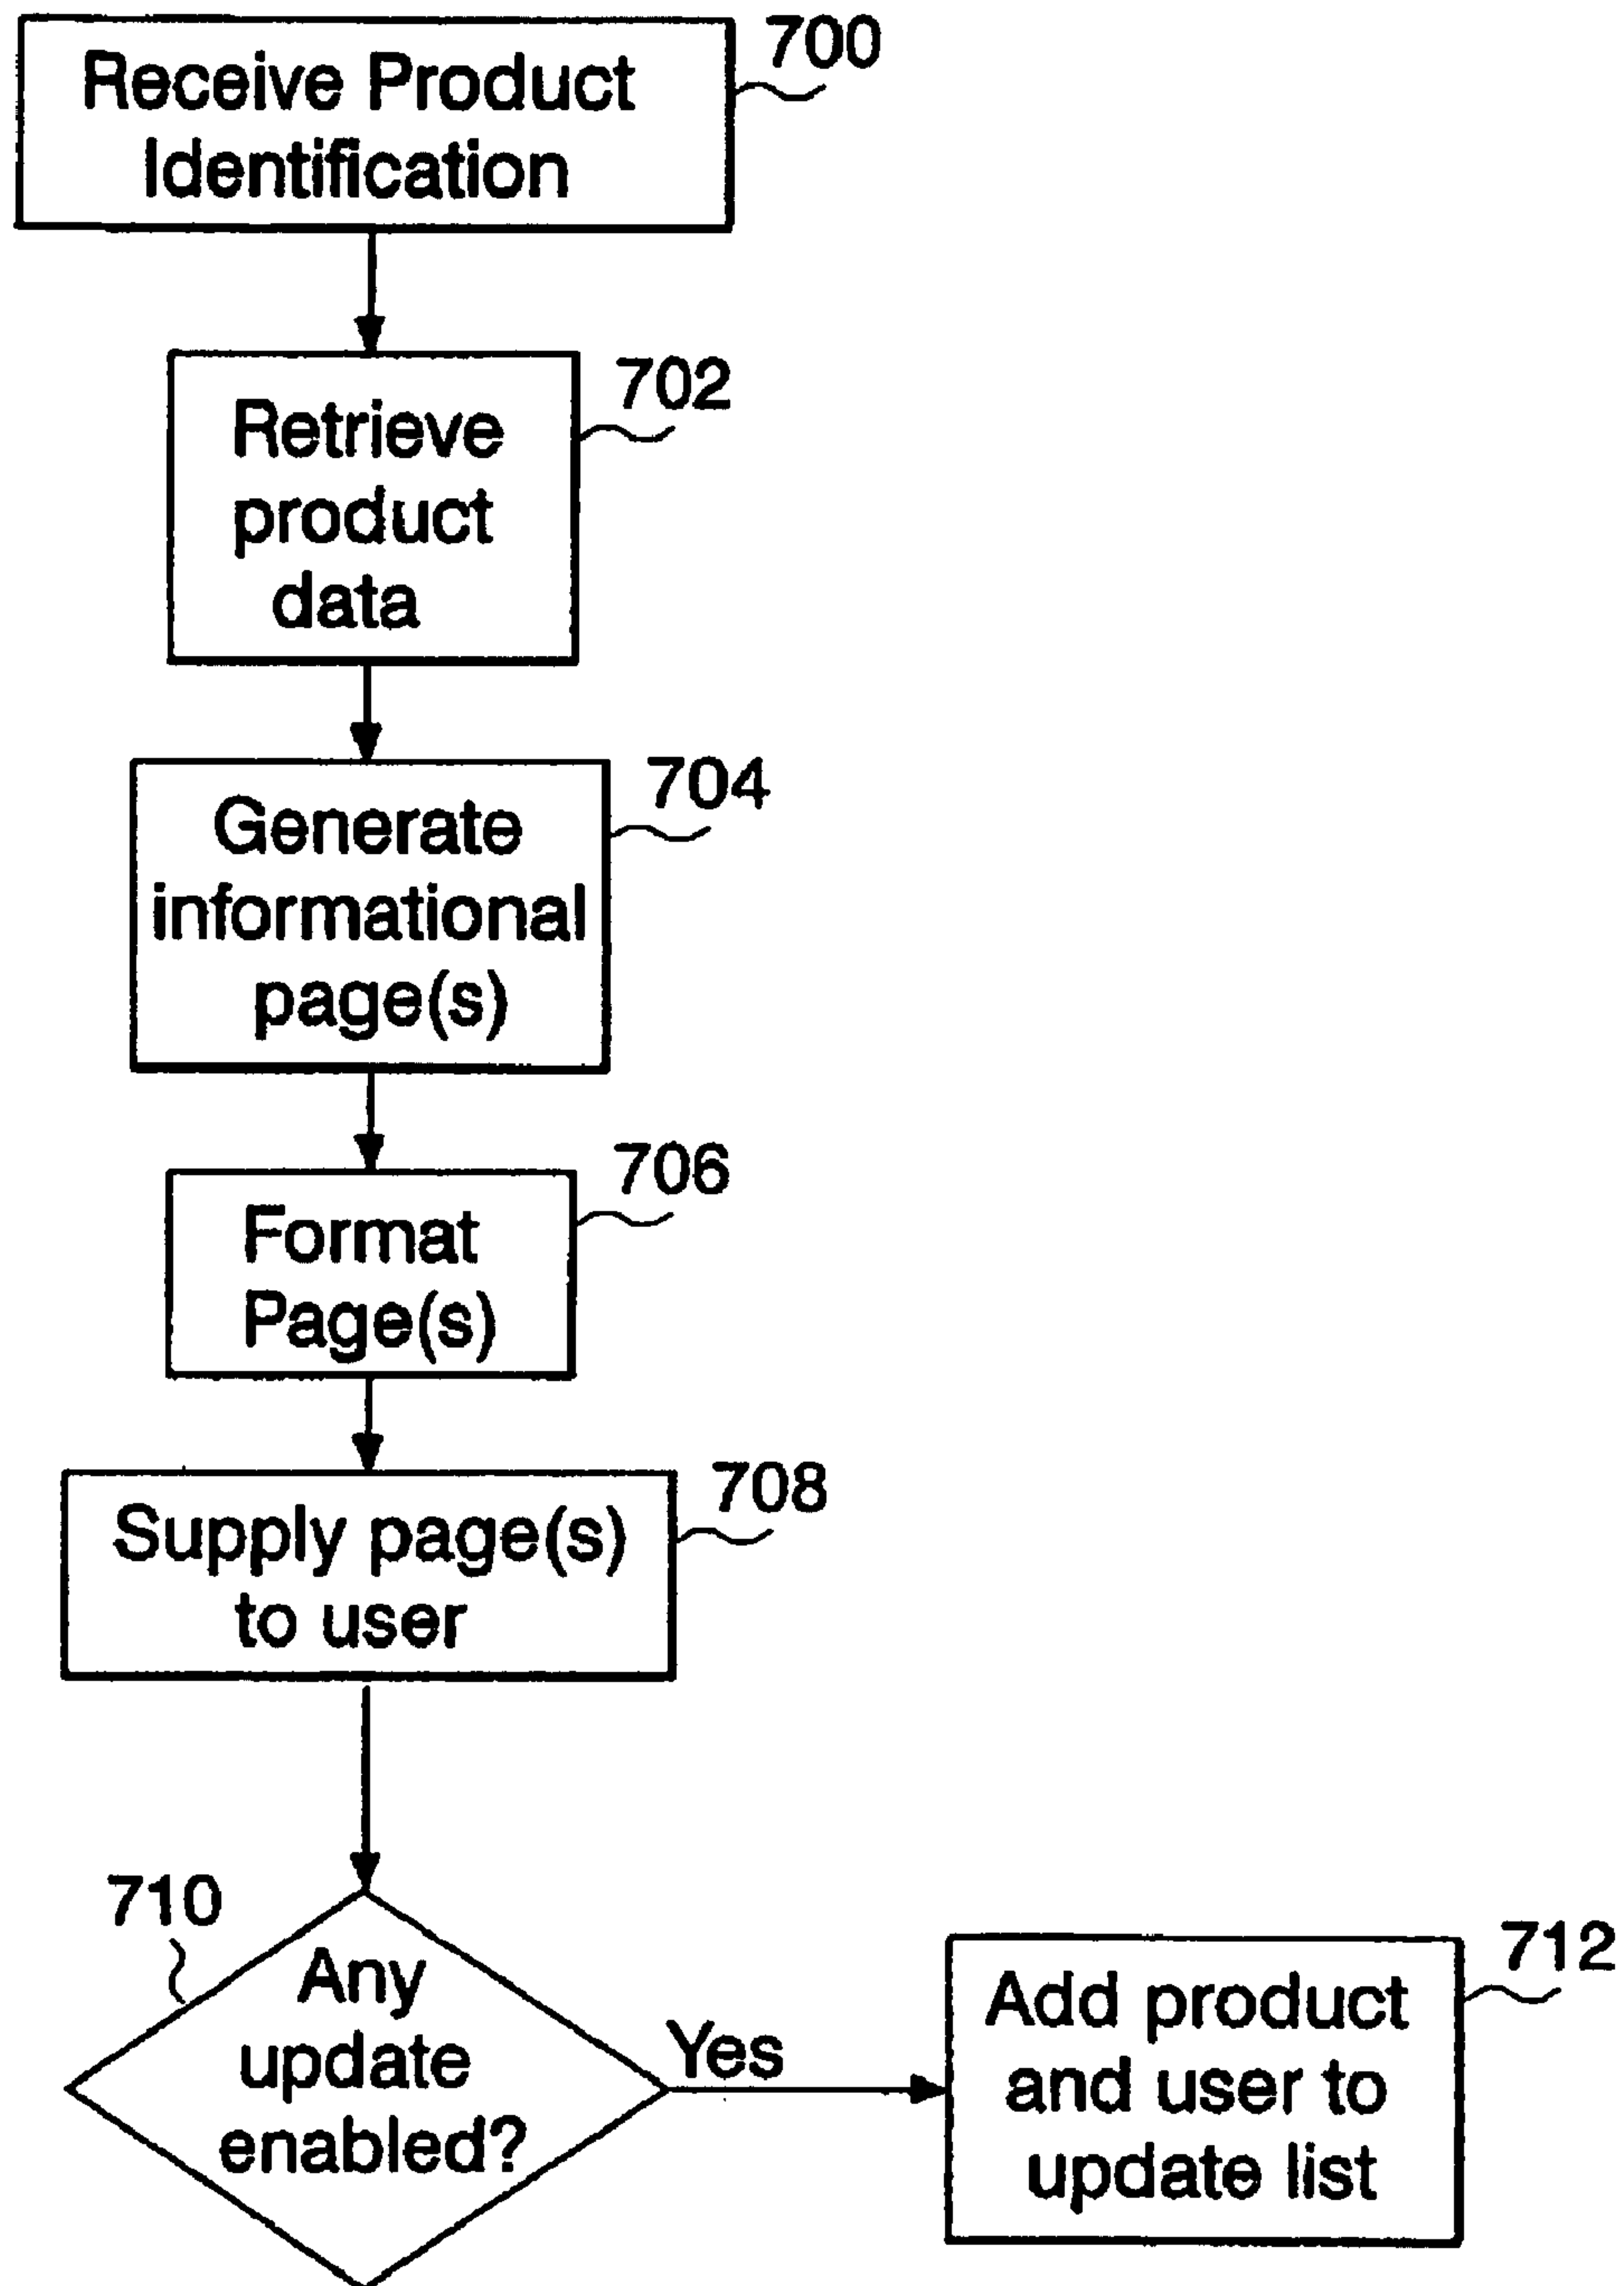 700
Receive Product
Identification
702
Retrieve
product
data
704
Generate
informational
page(s)
706
Format
Page(s)
708
Supply page(s)
to user
710
Any
update
enabled?
Yes
712
Add product
and user to
update list